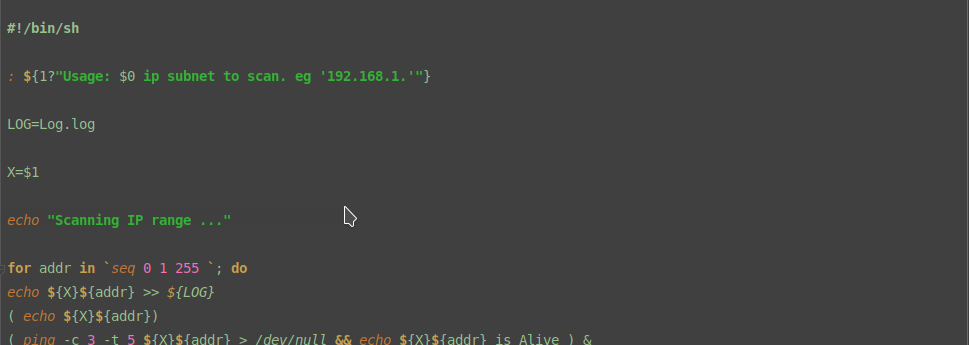 #!/bin/sh
: ${1?"Usage: $0 ip subnet to scan. eg '192.168.1.'"}
LOG=Log.log
X=$1
echo "Scanning IP range ..."
for addr in `seq 0 1 255 `; do
echo ${X}${addr} >> ${LOG}
( echo ${X}${addr})
( ping -c 3 -t 5 ${X}${addr} > /dev/null && echo ${X}${addr} is Alive ) &